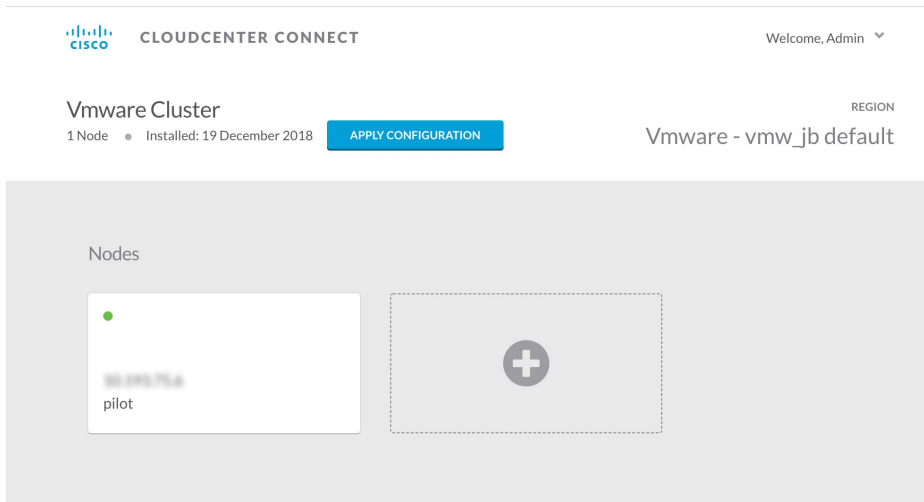 CISCO
CLOUDCENTER CONNECT
Welcome, Admin
Vmware Cluster
REGION
1 Node • Installed: 19 December 2018
APPLY CONFIGURATION
Vmware - vmw_jb default
Nodes
pilot